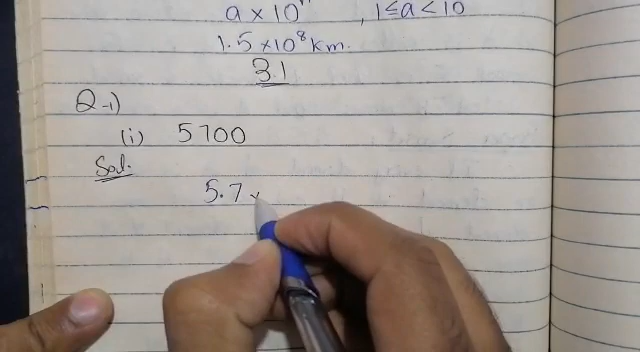 a × 10ⁿ , 1 ≤ a < 10
1.5 × 10⁸ km.
3.1
Q-1)
(i) 5700
Sol.
5.7 ×